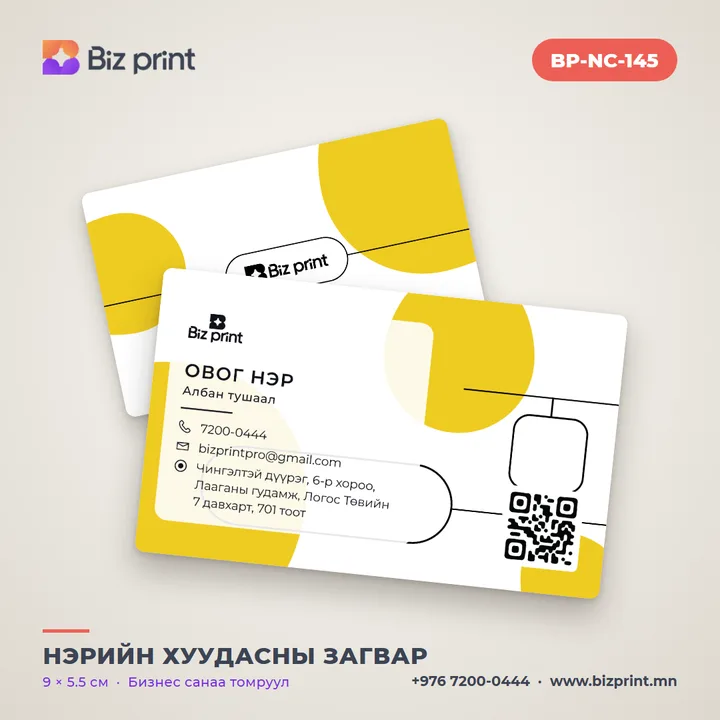 Biz print
BP-NC-145
Biz print
Biz print
ОВОГ НЭР
Албан тушаал
7200-0444
bizprintpro@gmail.com
Чингэлтэй дүүрэг, 6-р хороо,
Лааганы гудамж, Логос Төвийн
7 давхарт, 701 тоот
НЭРИЙН ХУУДАСНЫ ЗАГВАР
9 × 5.5 см · Бизнес санаа томруул
+976 7200-0444 · www.bizprint.mn